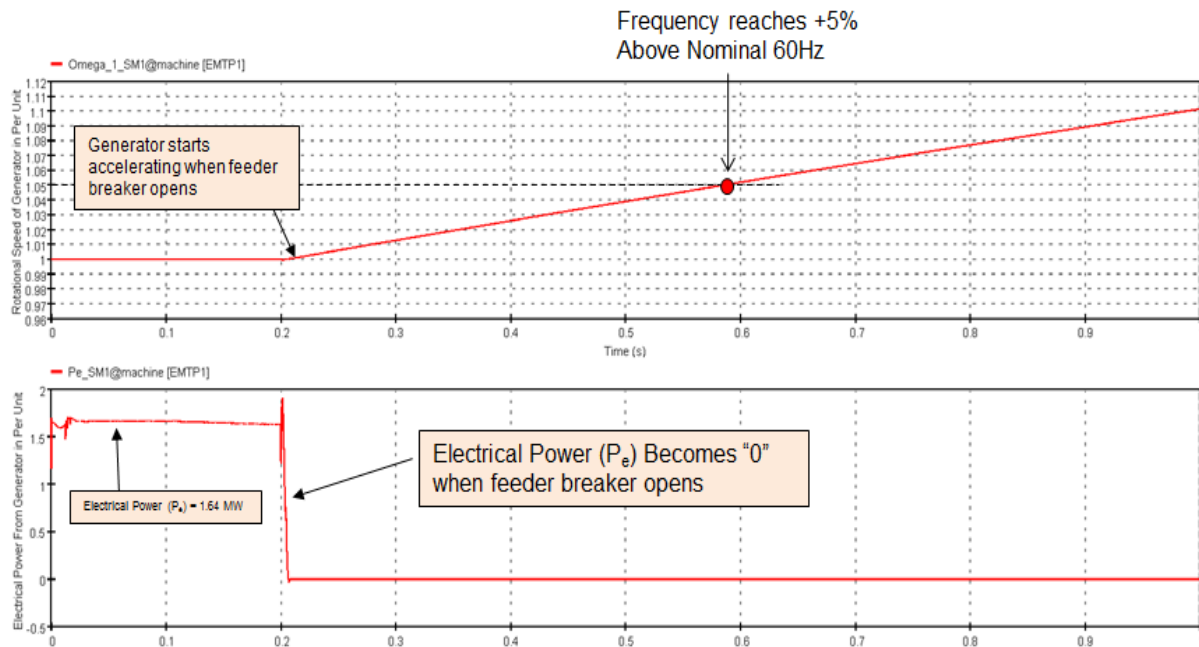 Frequency reaches +5%
Above Nominal 60Hz
Omega_1_SM1@machine [EMTP1]
Rotational Speed of Generator in Per Unit
1.12
1.11
1.1
1.09
1.08
1.07
1.06
1.05
1.04
1.03
1.02
1.01
1
0.99
0.98
0.97
0.96
Generator starts
accelerating when feeder
breaker opens
0 0.1 0.2 0.3 0.4 0.5 0.6 0.7 0.8 0.9
Time (s)
Pe_SM1@machine [EMTP1]
Electrical Power From Generator in Per Unit
2
1.5
1
0.5
0
-0.5
Electrical Power (Pe) = 1.64 MW
Electrical Power (Pe) Becomes “0”
when feeder breaker opens
0 0.1 0.2 0.3 0.4 0.5 0.6 0.7 0.8 0.9